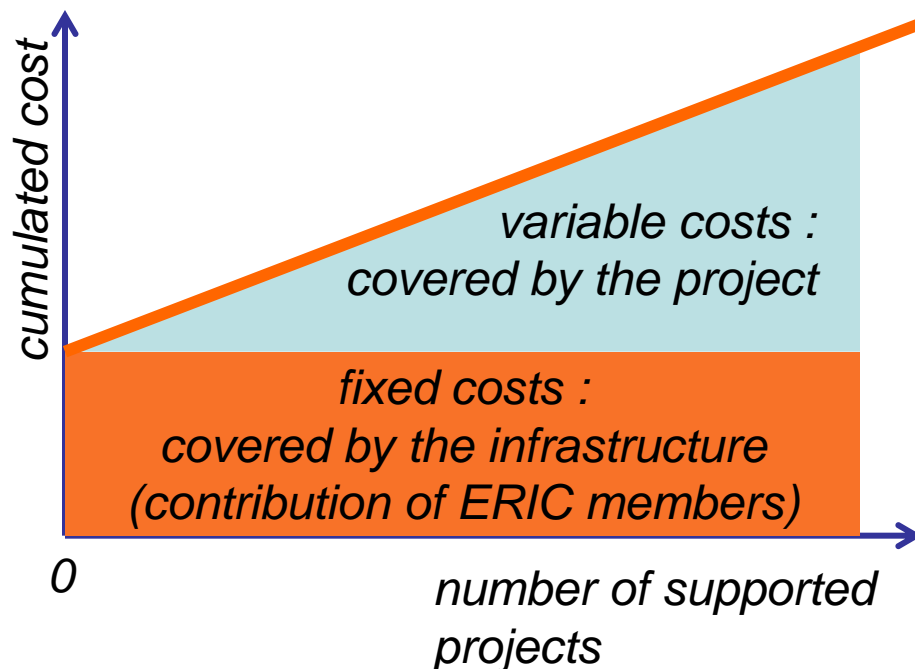 cumulated cost
variable costs :
covered by the project
fixed costs :
covered by the infrastructure
(contribution of ERIC members)
0
number of supported
projects